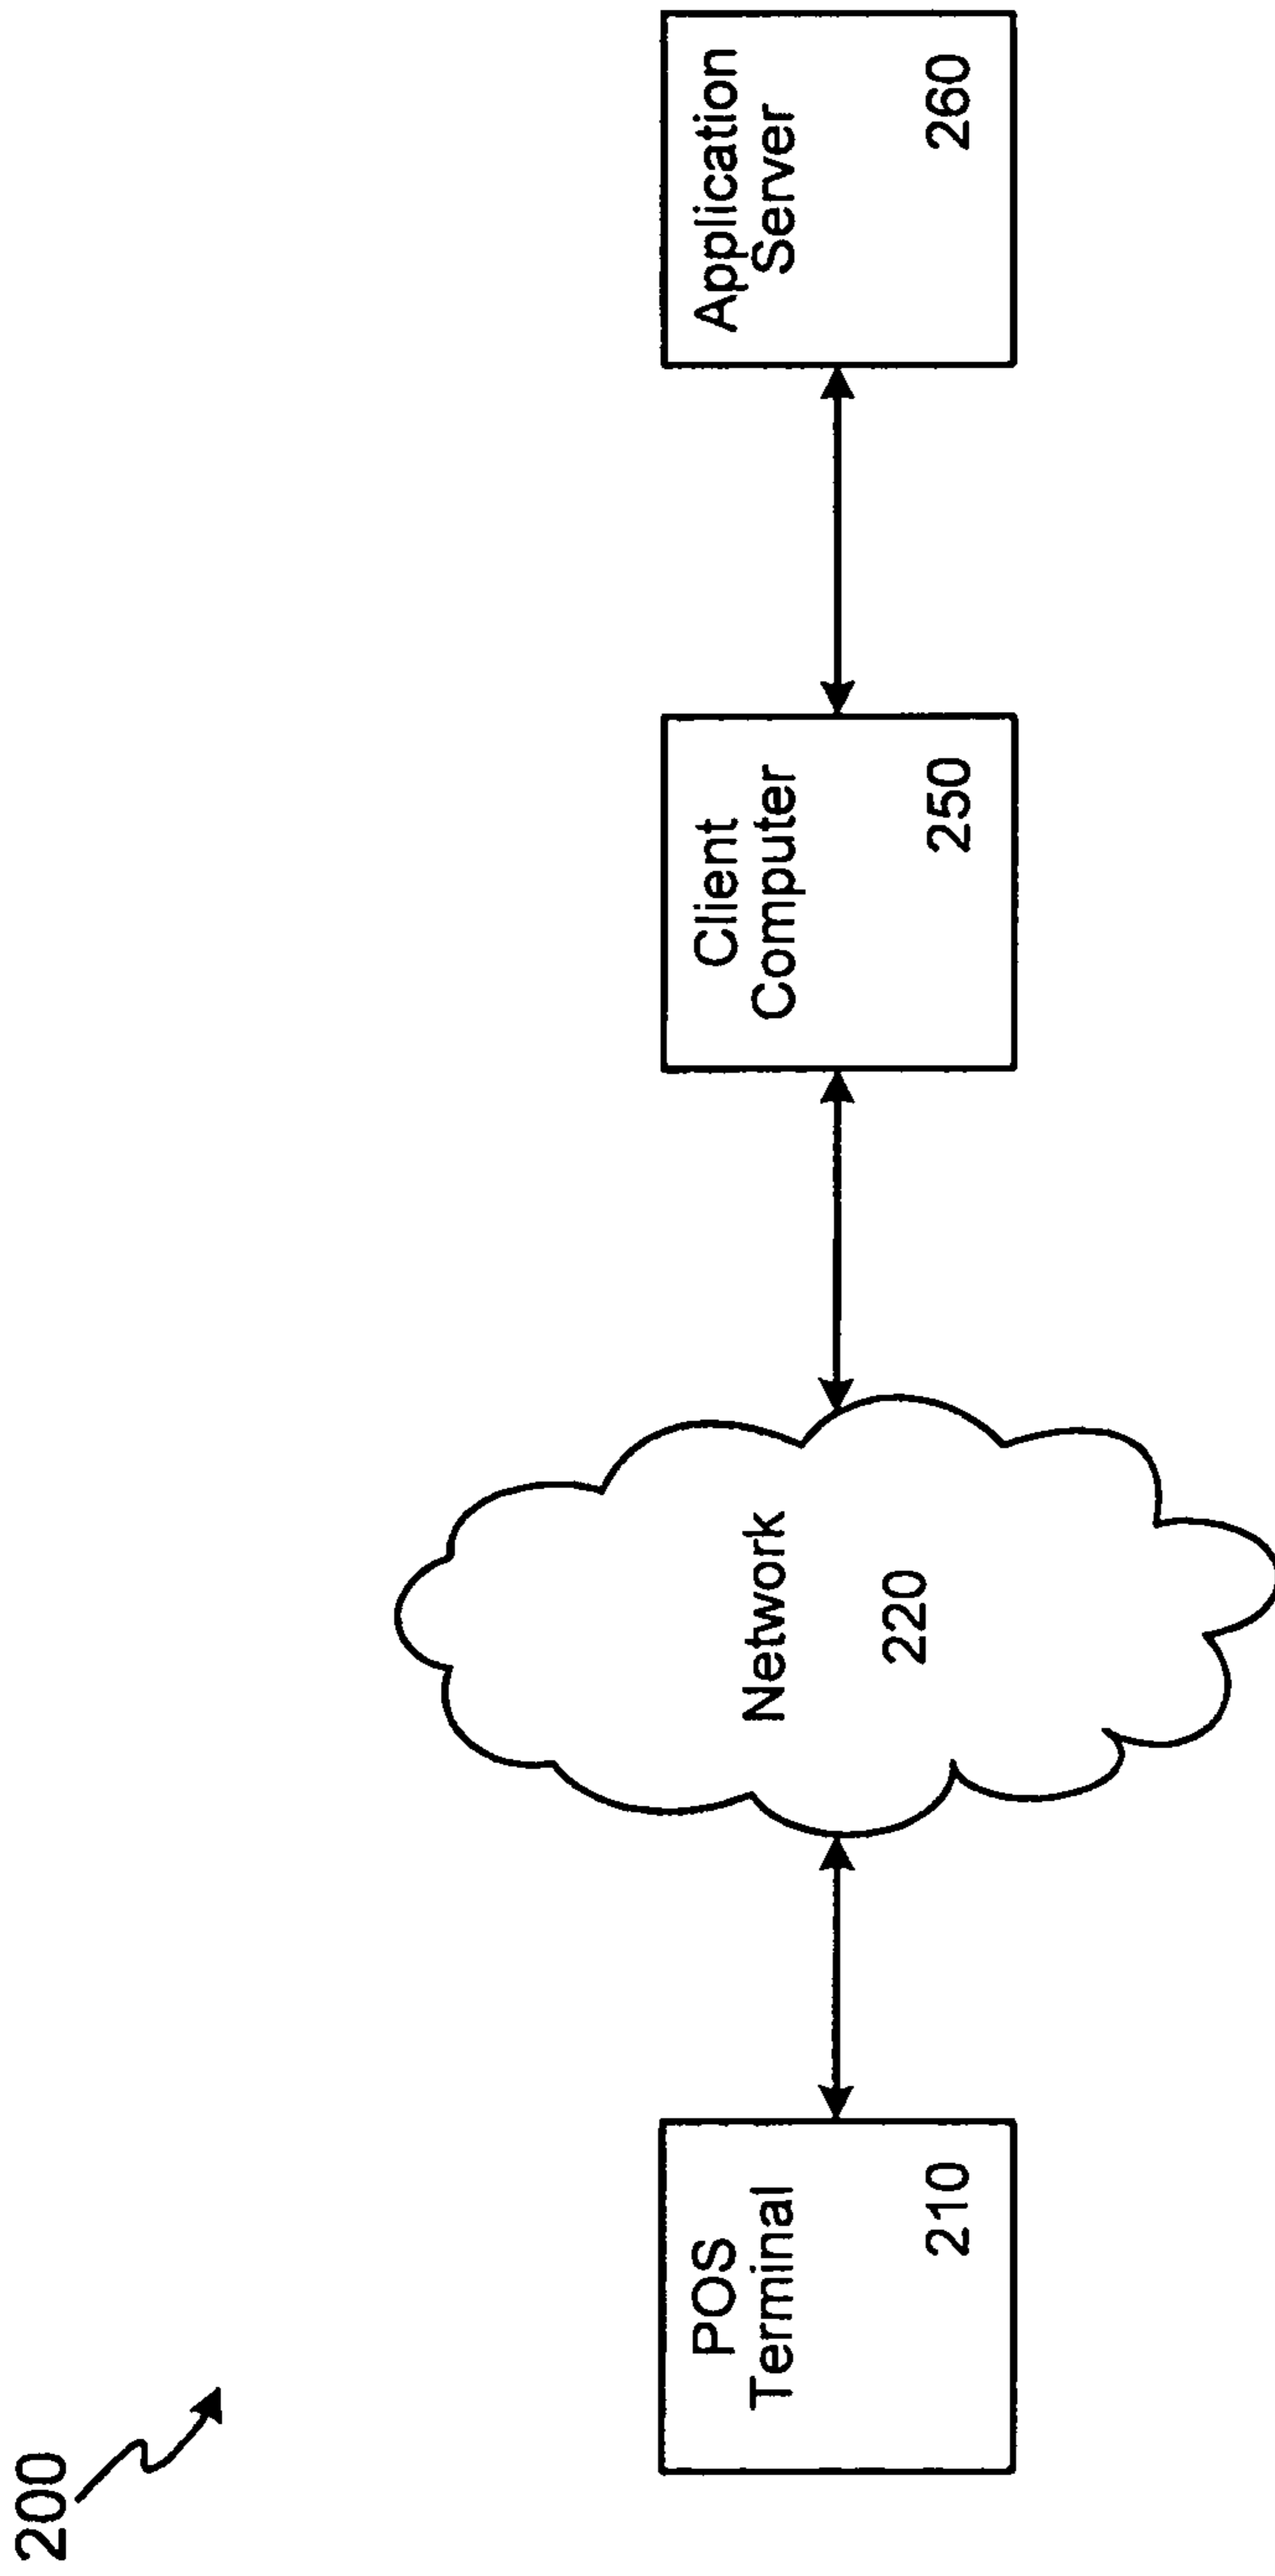 200
POS
Terminal
210
Network
220
Client
Computer
250
Application
Server
260